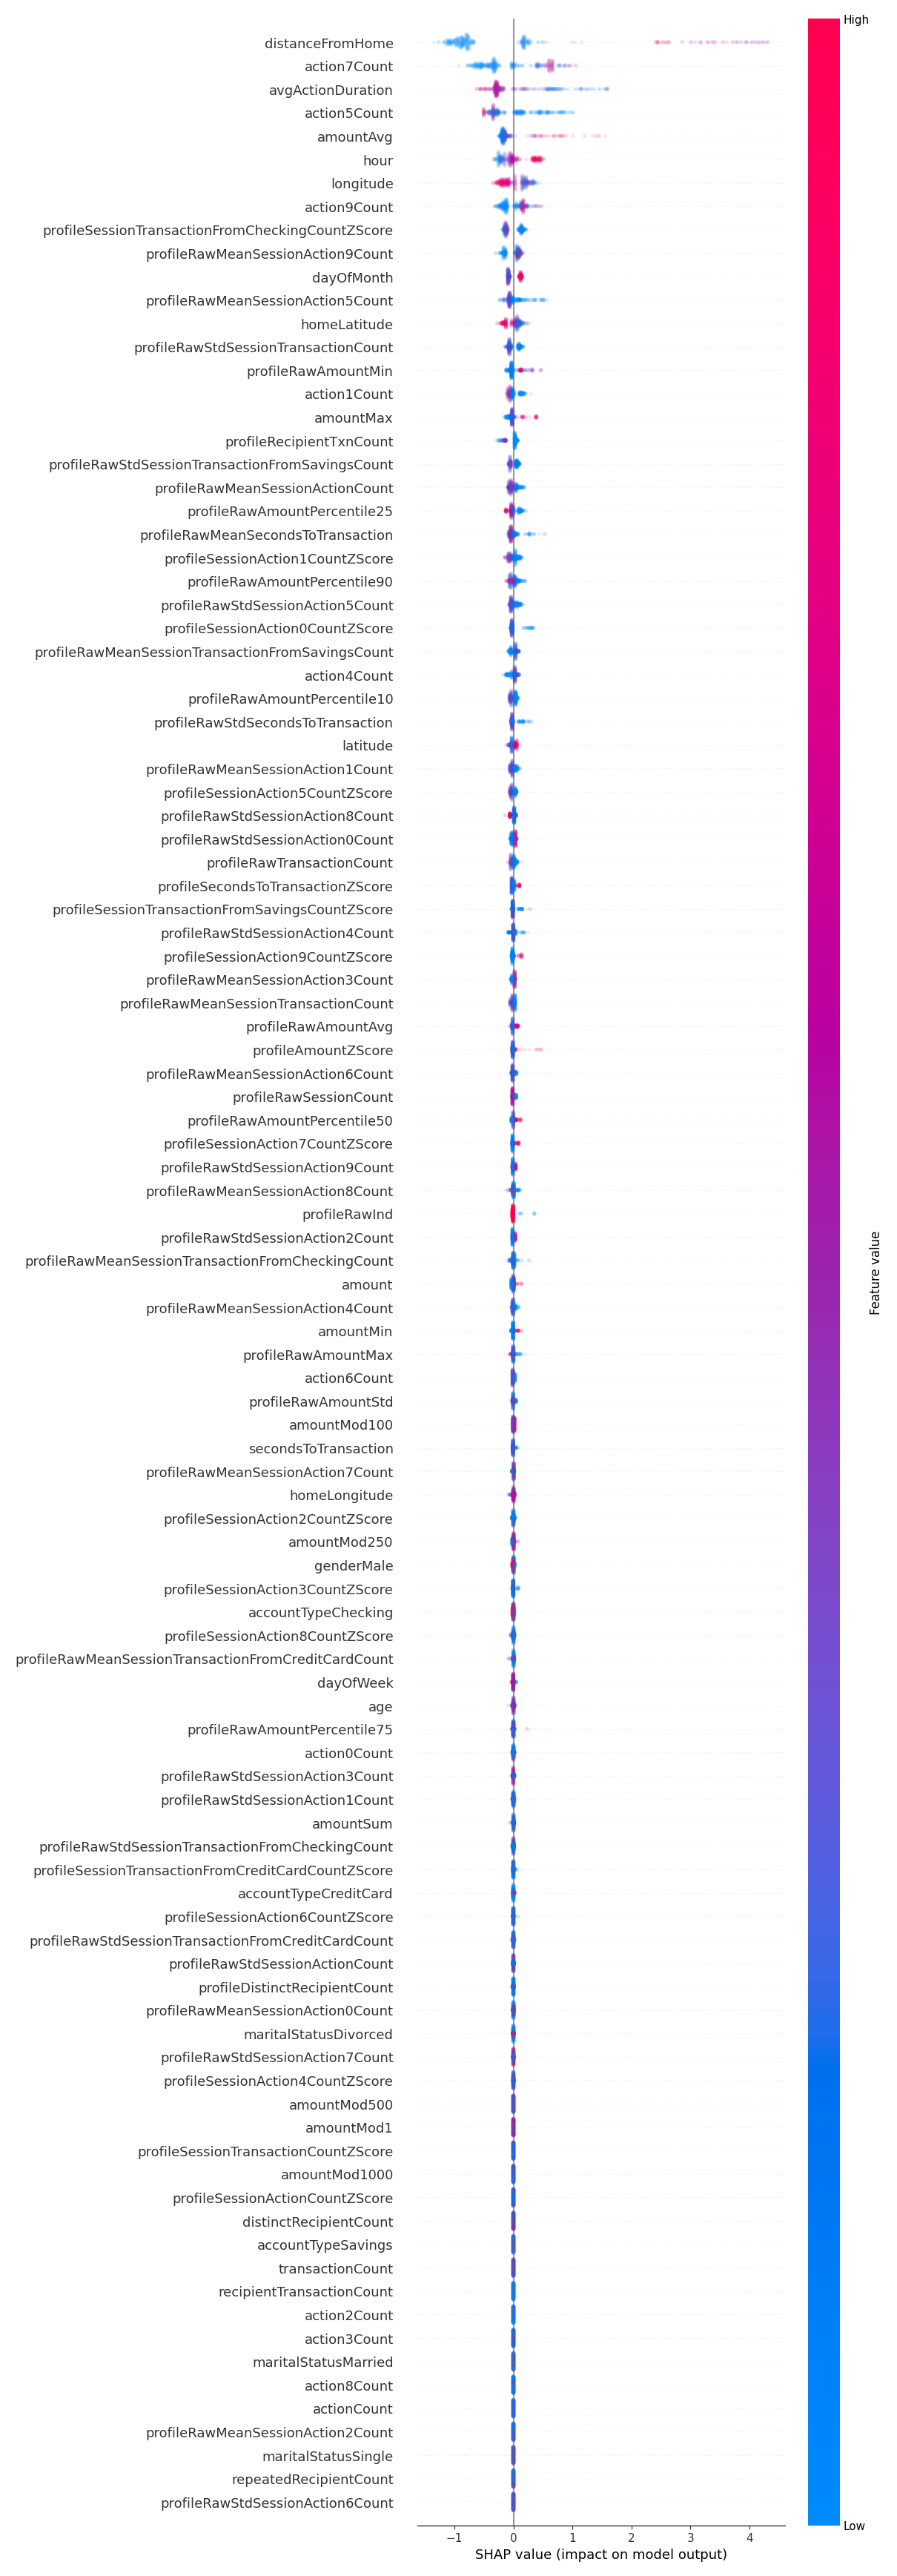 High
distanceFromHome
action7Count
avgActionDuration
action5Count
amountAvg
hour
longitude
action9Count
profileSessionTransactionFromCheckingCountZScore
profileRawMeanSessionAction9Count
dayOfMonth
profileRawMeanSessionAction5Count
homeLatitude
profileRawStdSessionTransactionCount
profileRawAmountMin
action1Count
amountMax
profileRecipientTxnCount
profileRawStdSessionTransactionFromSavingsCount
profileRawMeanSessionActionCount
profileRawAmountPercentile25
profileRawMeanSecondsToTransaction
profileSessionAction1CountZScore
profileRawAmountPercentile90
profileRawStdSessionAction5Count
profileSessionAction0CountZScore
profileRawMeanSessionTransactionFromSavingsCount
action4Count
profileRawAmountPercentile10
profileRawStdSecondsToTransaction
latitude
profileRawMeanSessionAction1Count
profileSessionAction5CountZScore
profileRawStdSessionAction8Count
profileRawStdSessionAction0Count
profileRawTransactionCount
profileSecondsToTransactionZScore
profileSessionTransactionFromSavingsCountZScore
profileRawStdSessionAction4Count
profileSessionAction9CountZScore
profileRawMeanSessionAction3Count
profileRawMeanSessionTransactionCount
profileRawAmountAvg
profileAmountZScore
profileRawMeanSessionAction6Count
profileRawSessionCount
profileRawAmountPercentile50
profileSessionAction7CountZScore
profileRawStdSessionAction9Count
profileRawMeanSessionAction8Count
profileRawInd
profileRawStdSessionAction2Count
profileRawMeanSessionTransactionFromCheckingCount
amount
profileRawMeanSessionAction4Count
amountMin
profileRawAmountMax
action6Count
profileRawAmountStd
amountMod100
secondsToTransaction
profileRawMeanSessionAction7Count
homeLongitude
profileSessionAction2CountZScore
amountMod250
genderMale
profileSessionAction3CountZScore
accountTypeChecking
profileSessionAction8CountZScore
profileRawMeanSessionTransactionFromCreditCardCount
dayOfWeek
age
profileRawAmountPercentile75
action0Count
profileRawStdSessionAction3Count
profileRawStdSessionAction1Count
amountSum
profileRawStdSessionTransactionFromCheckingCount
profileSessionTransactionFromCreditCardCountZScore
accountTypeCreditCard
profileSessionAction6CountZScore
profileRawStdSessionTransactionFromCreditCardCount
profileRawStdSessionActionCount
profileDistinctRecipientCount
profileRawMeanSessionAction0Count
maritalStatusDivorced
profileRawStdSessionAction7Count
profileSessionAction4CountZScore
amountMod500
amountMod1
profileSessionTransactionCountZScore
amountMod1000
profileSessionActionCountZScore
distinctRecipientCount
accountTypeSavings
transactionCount
recipientTransactionCount
action2Count
action3Count
maritalStatusMarried
action8Count
actionCount
profileRawMeanSessionAction2Count
maritalStatusSingle
repeatedRecipientCount
profileRawStdSessionAction6Count
Feature value
Low
−1 0 1 2 3 4
SHAP value (impact on model output)